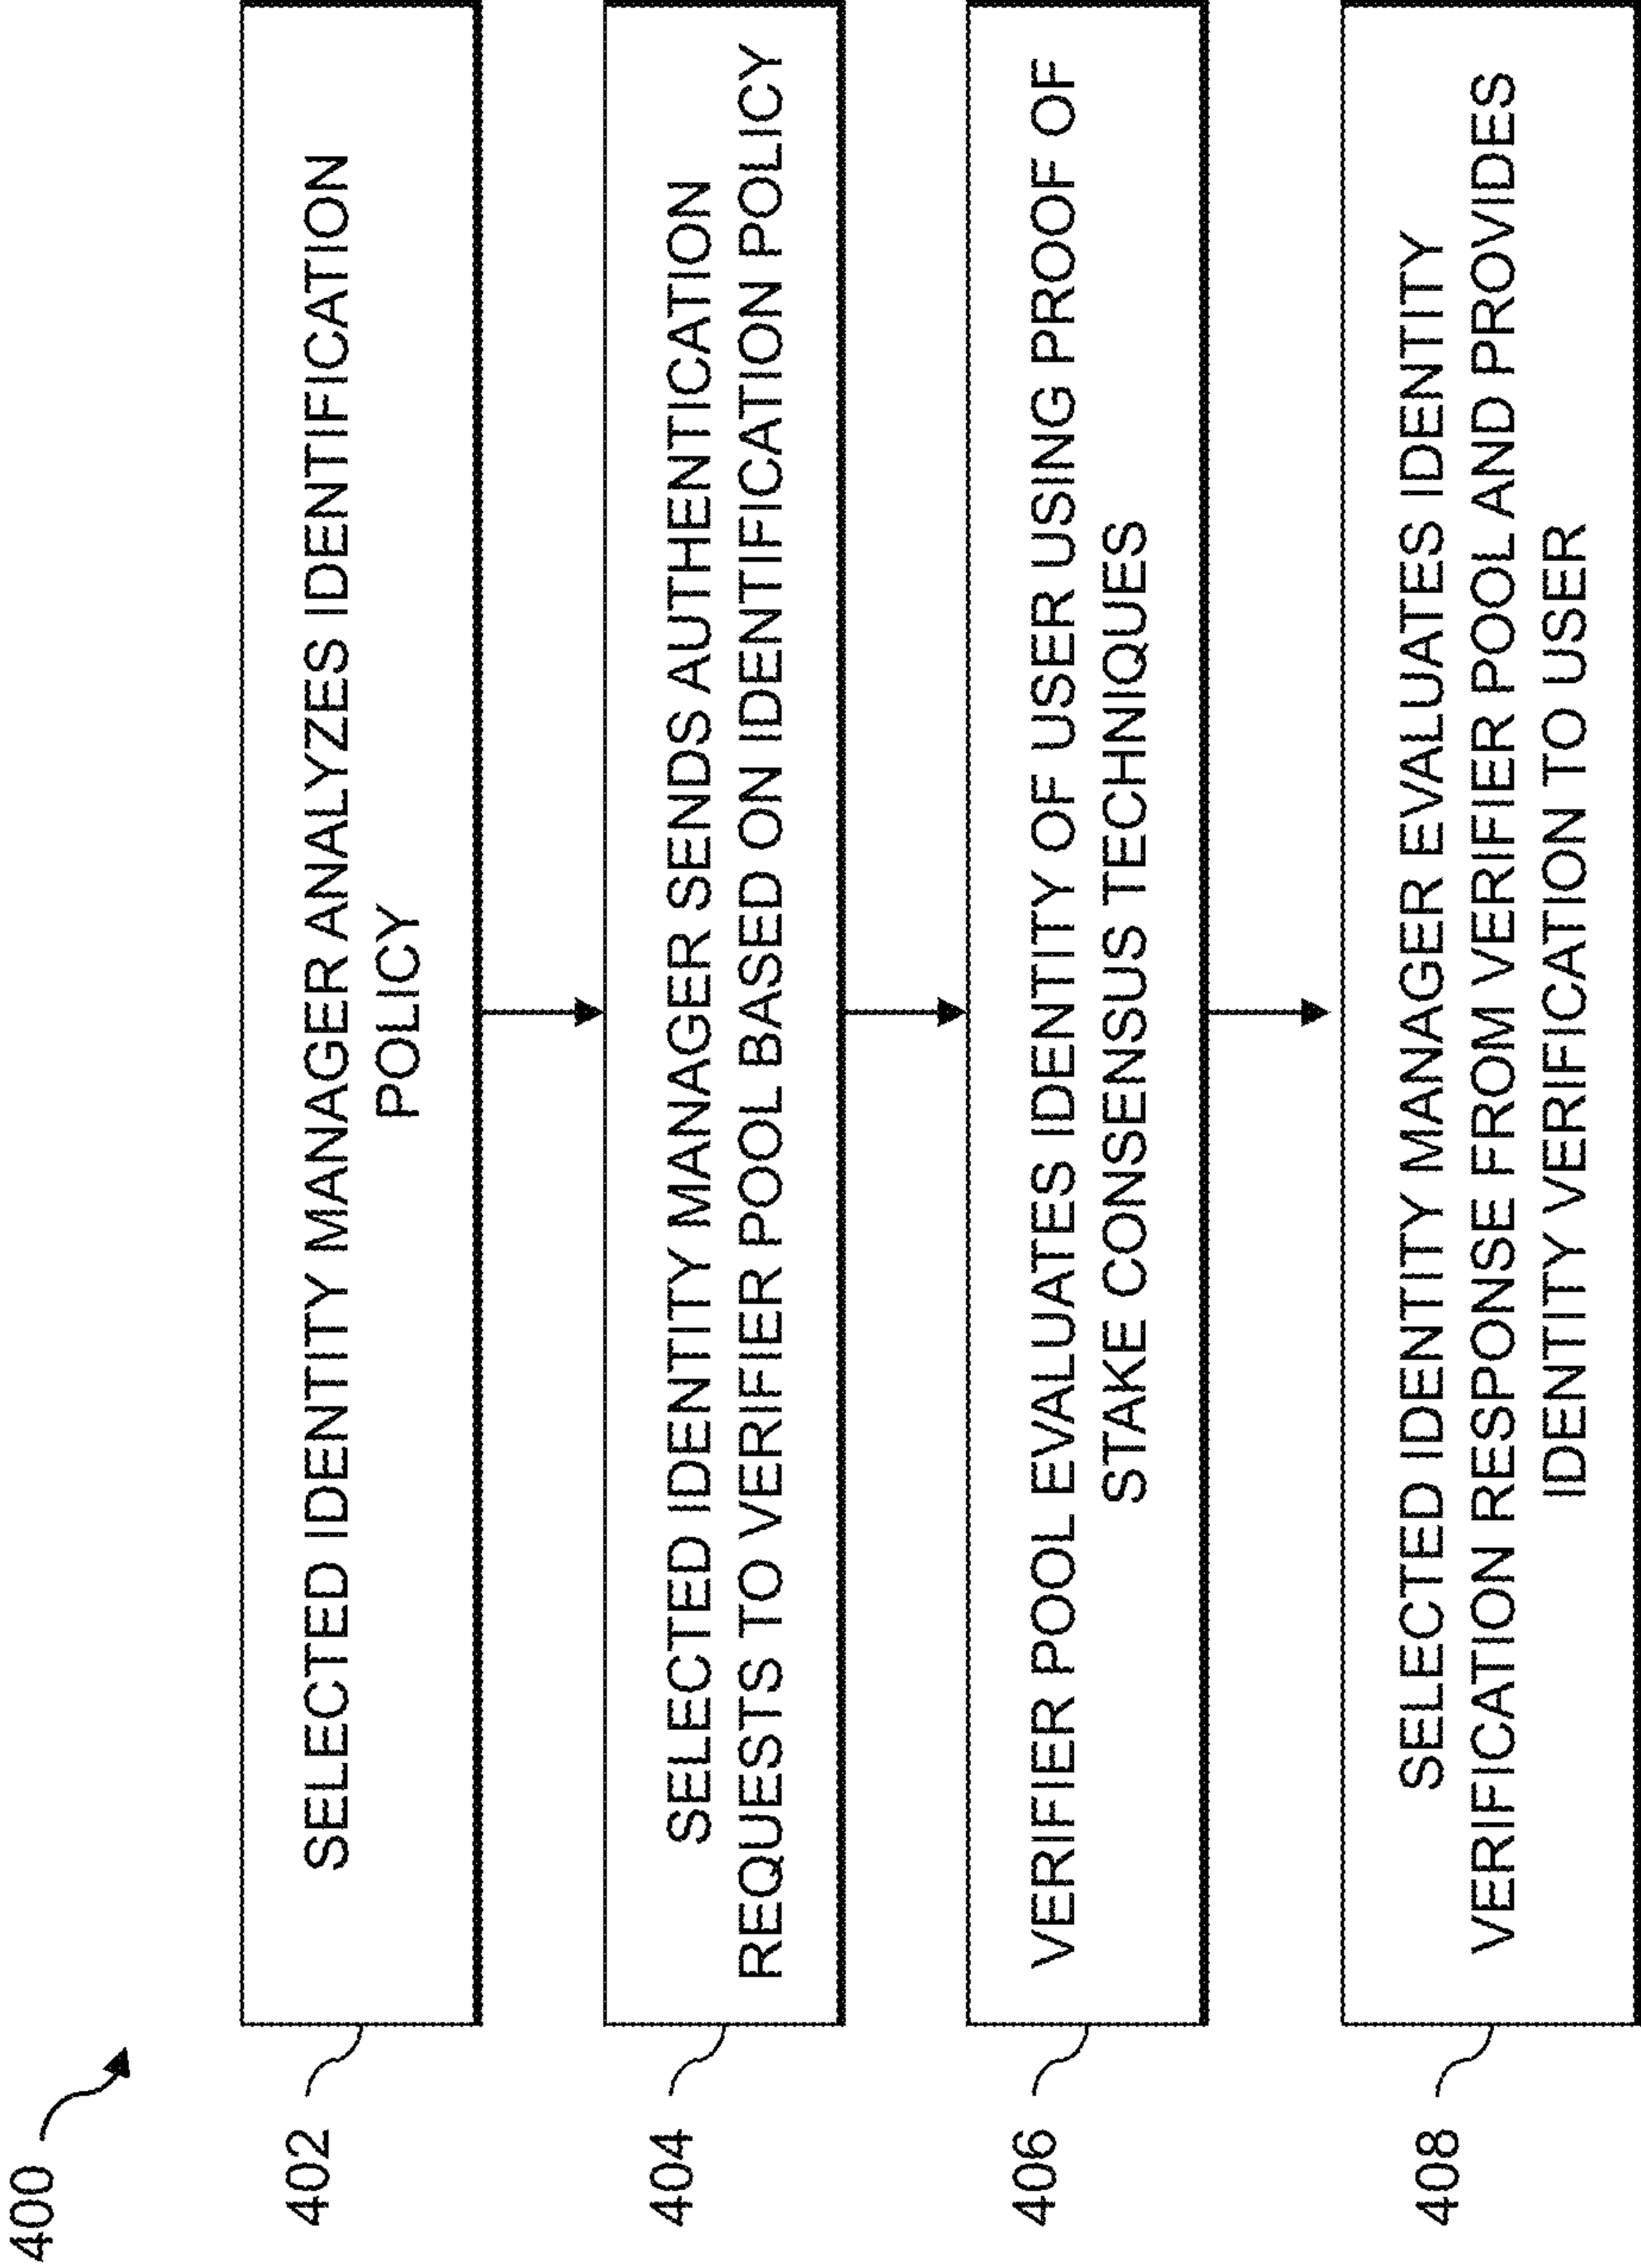 400
402
SELECTED IDENTITY MANAGER ANALYZES IDENTIFICATION
POLICY
404
SELECTED IDENTITY MANAGER SENDS AUTHENTICATION
REQUESTS TO VERIFIER POOL BASED ON IDENTIFICATION POLICY
406
VERIFIER POOL EVALUATES IDENTITY OF USER USING PROOF OF
STAKE CONSENSUS TECHNIQUES
408
SELECTED IDENTITY MANAGER EVALUATES IDENTITY
VERIFICATION RESPONSE FROM VERIFIER POOL AND PROVIDES
IDENTITY VERIFICATION TO USER